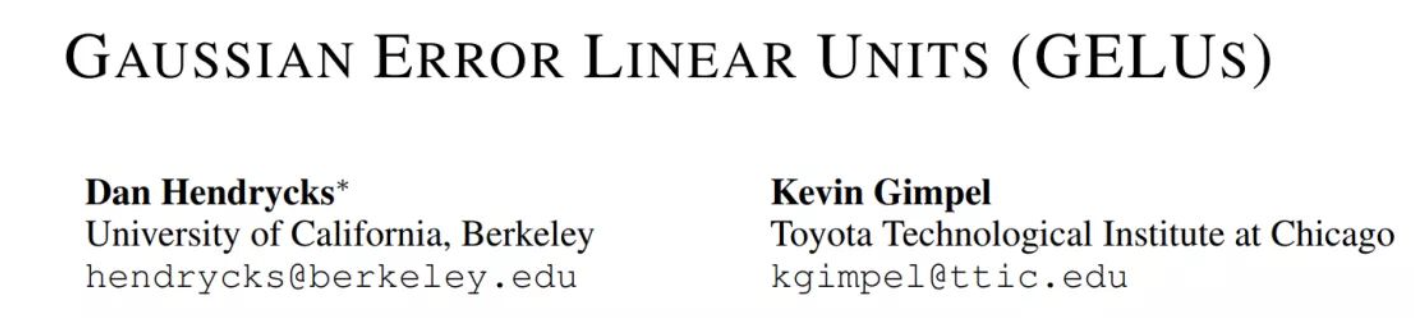 GAUSSIAN ERROR LINEAR UNITS (GELUS)
Dan Hendrycks*
University of California, Berkeley
hendrycks@berkeley.edu
Kevin Gimpel
Toyota Technological Institute at Chicago
kgimpel@ttic.edu